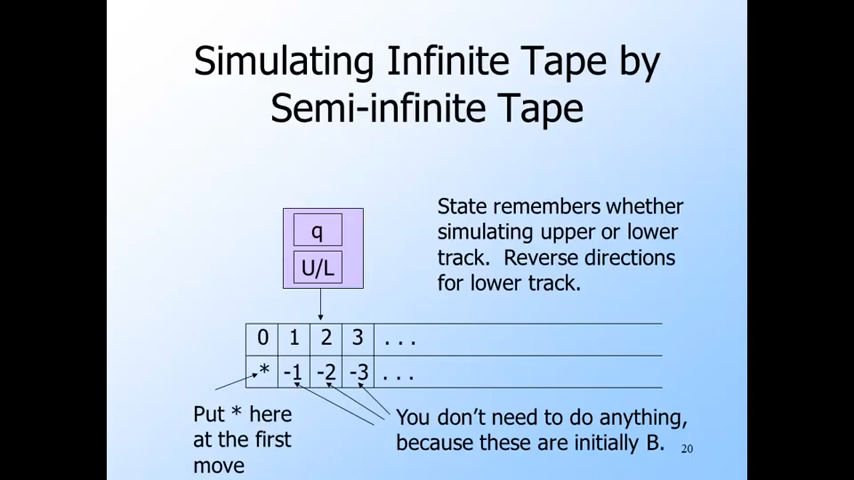 Simulating Infinite Tape by
Semi-infinite Tape
State remembers whether
simulating upper or lower
track. Reverse directions
for lower track.
q
U/L
0 1 2 3 . . .
* -1 -2 -3 . . .
Put * here
at the first
move
You don't need to do anything,
because these are initially B.
20